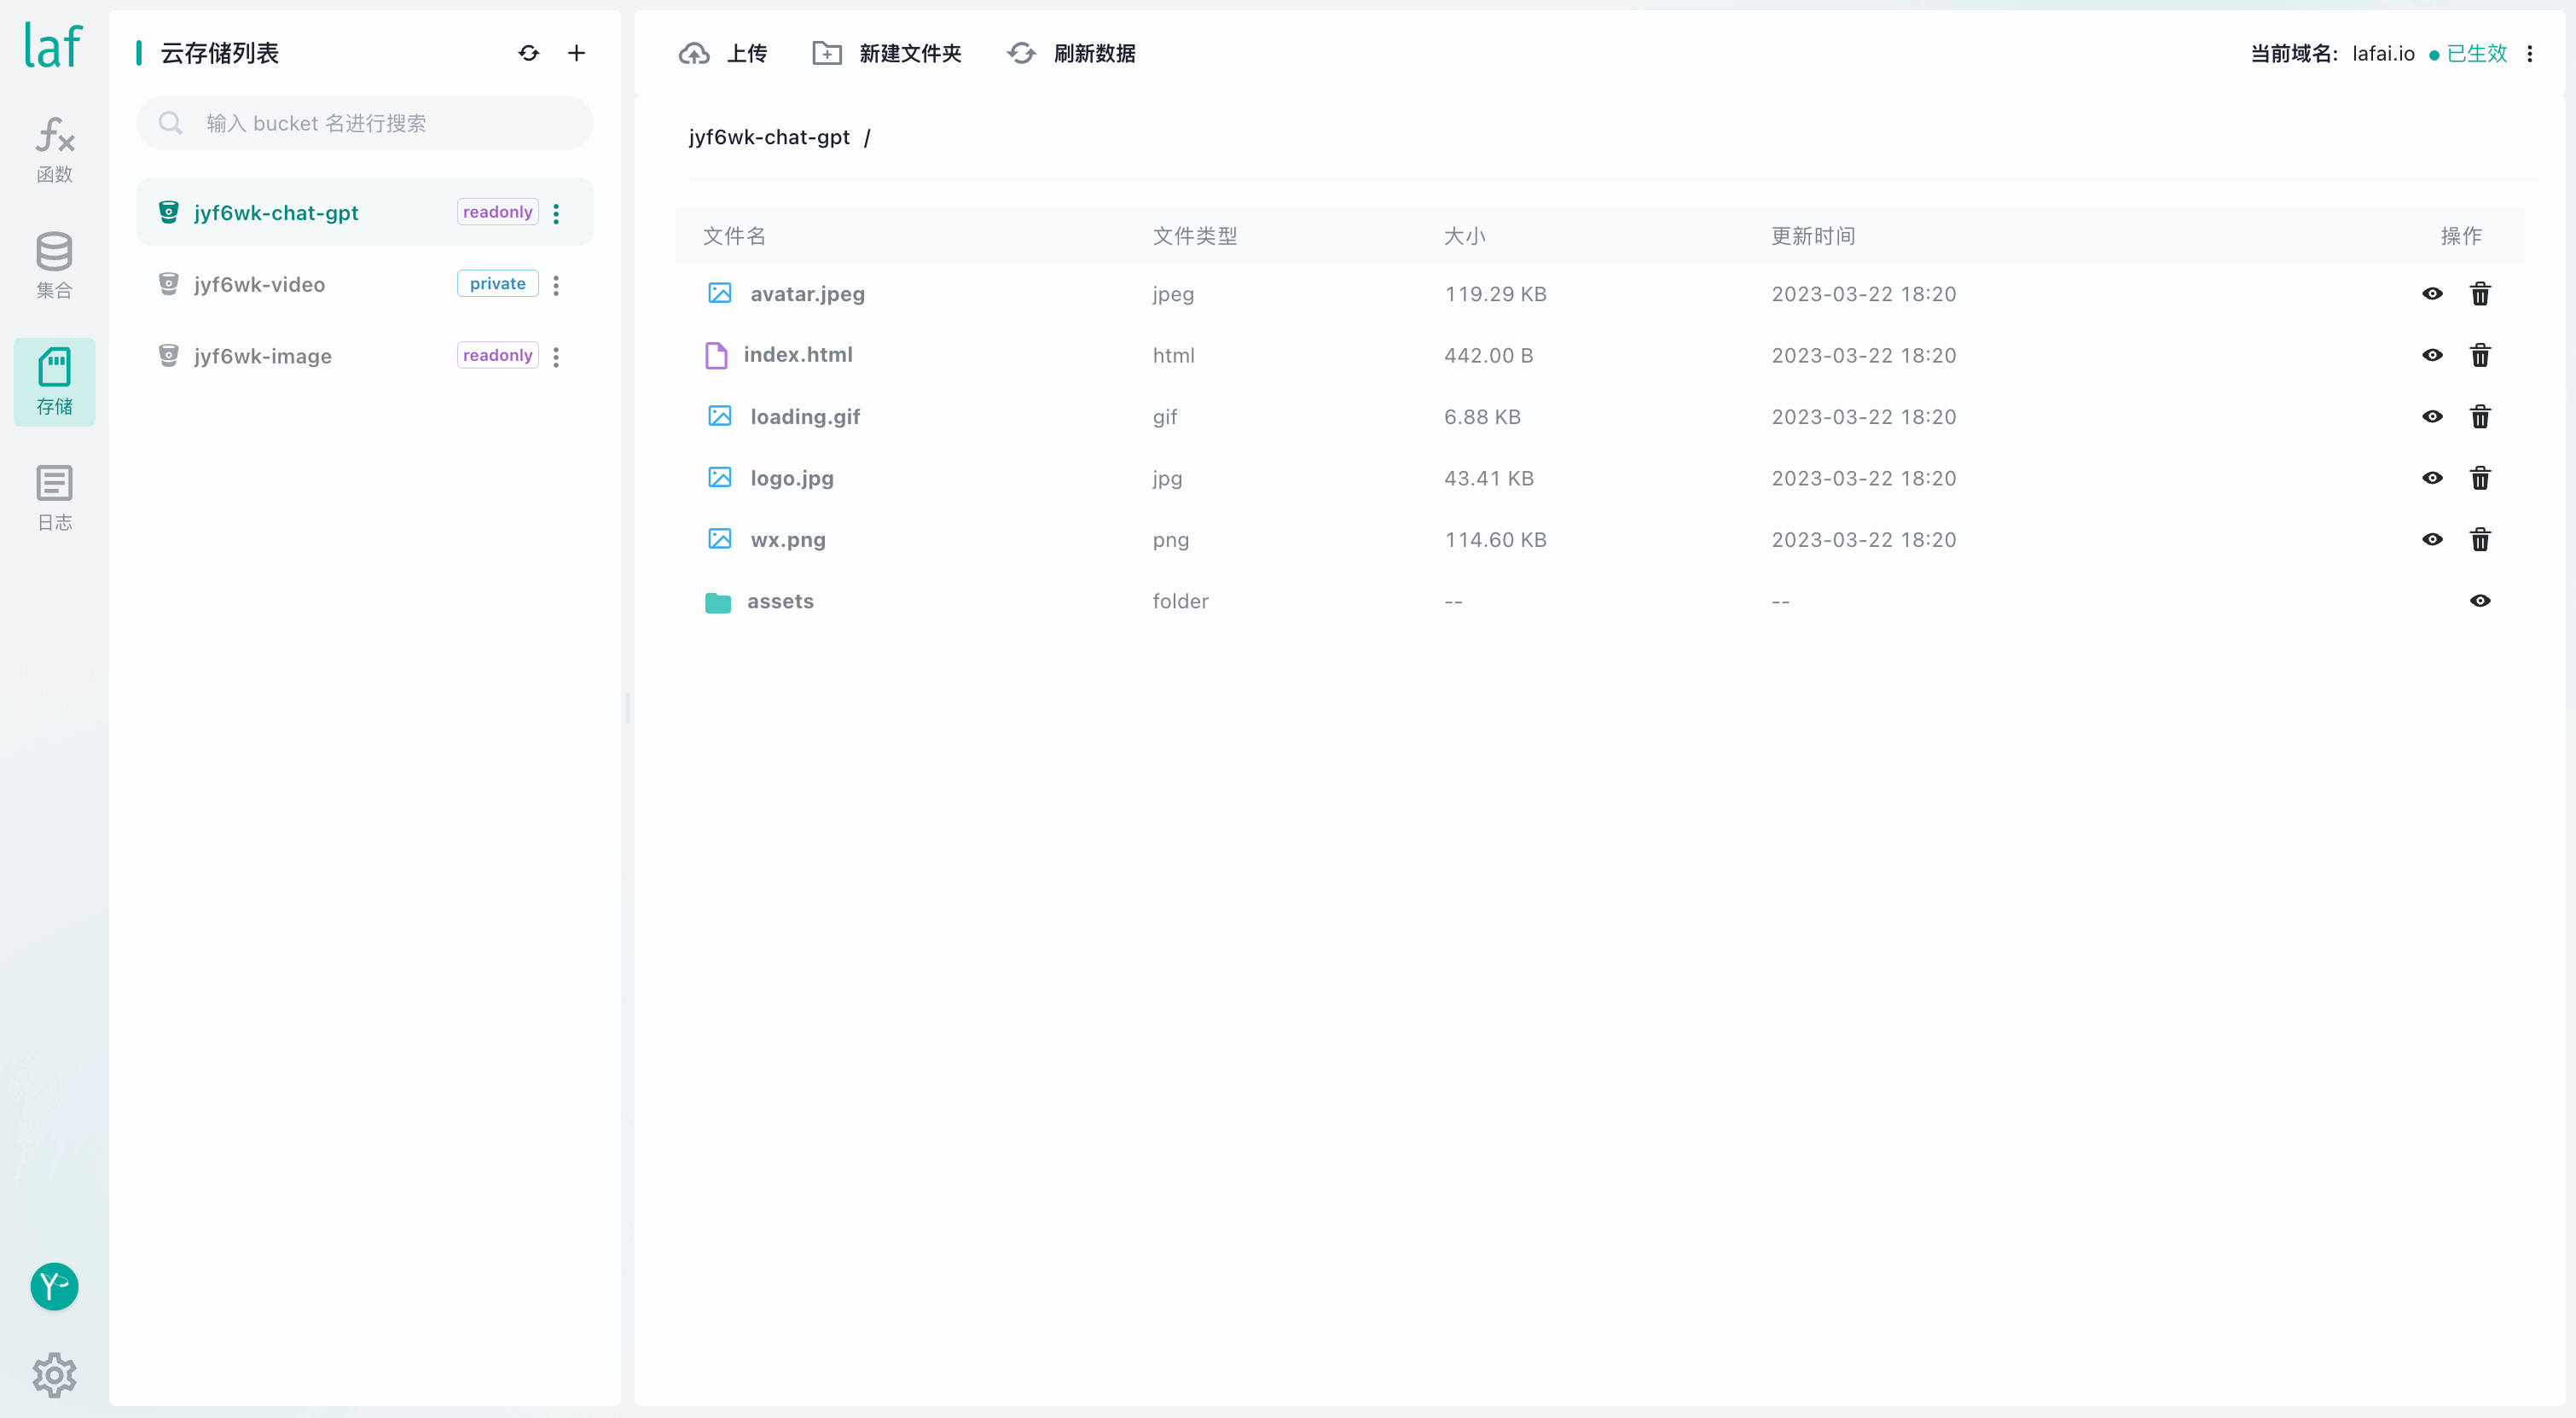 laf
函数
集合
存储
日志
云存储列表
输入 bucket 名进行搜索
jyf6wk-chat-gpt readonly
jyf6wk-video private
jyf6wk-image readonly
上传 新建文件夹 刷新数据
当前域名: lafai.io 已生效
jyf6wk-chat-gpt /
文件名 文件类型 大小 更新时间 操作
avatar.jpeg jpeg 119.29 KB 2023-03-22 18:20
index.html html 442.00 B 2023-03-22 18:20
loading.gif gif 6.88 KB 2023-03-22 18:20
logo.jpg jpg 43.41 KB 2023-03-22 18:20
wx.png png 114.60 KB 2023-03-22 18:20
assets folder -- --